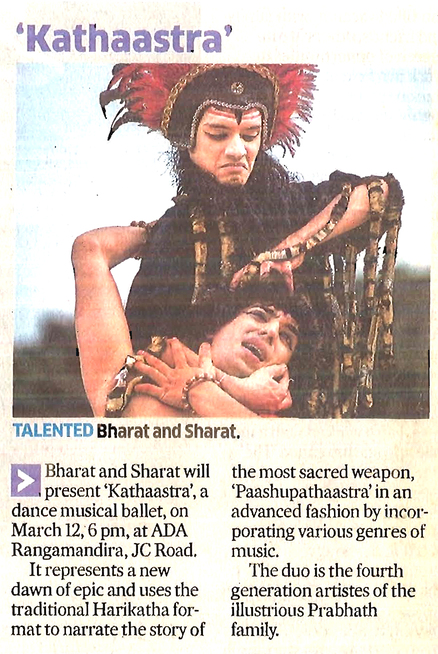 ‘Kathaastra’
TALENTED Bharat and Sharat.
Bharat and Sharat will
present ‘Kathaastra’, a
dance musical ballet, on
March 12, 6 pm, at ADA
Rangamandira, JC Road.
It represents a new
dawn of epic and uses the
traditional Harikatha for-
mat to narrate the story of
the most sacred weapon,
‘Paashupathaastra’ in an
advanced fashion by incor-
porating various genres of
music.
The duo is the fourth
generation artistes of the
illustrious Prabhath
family.